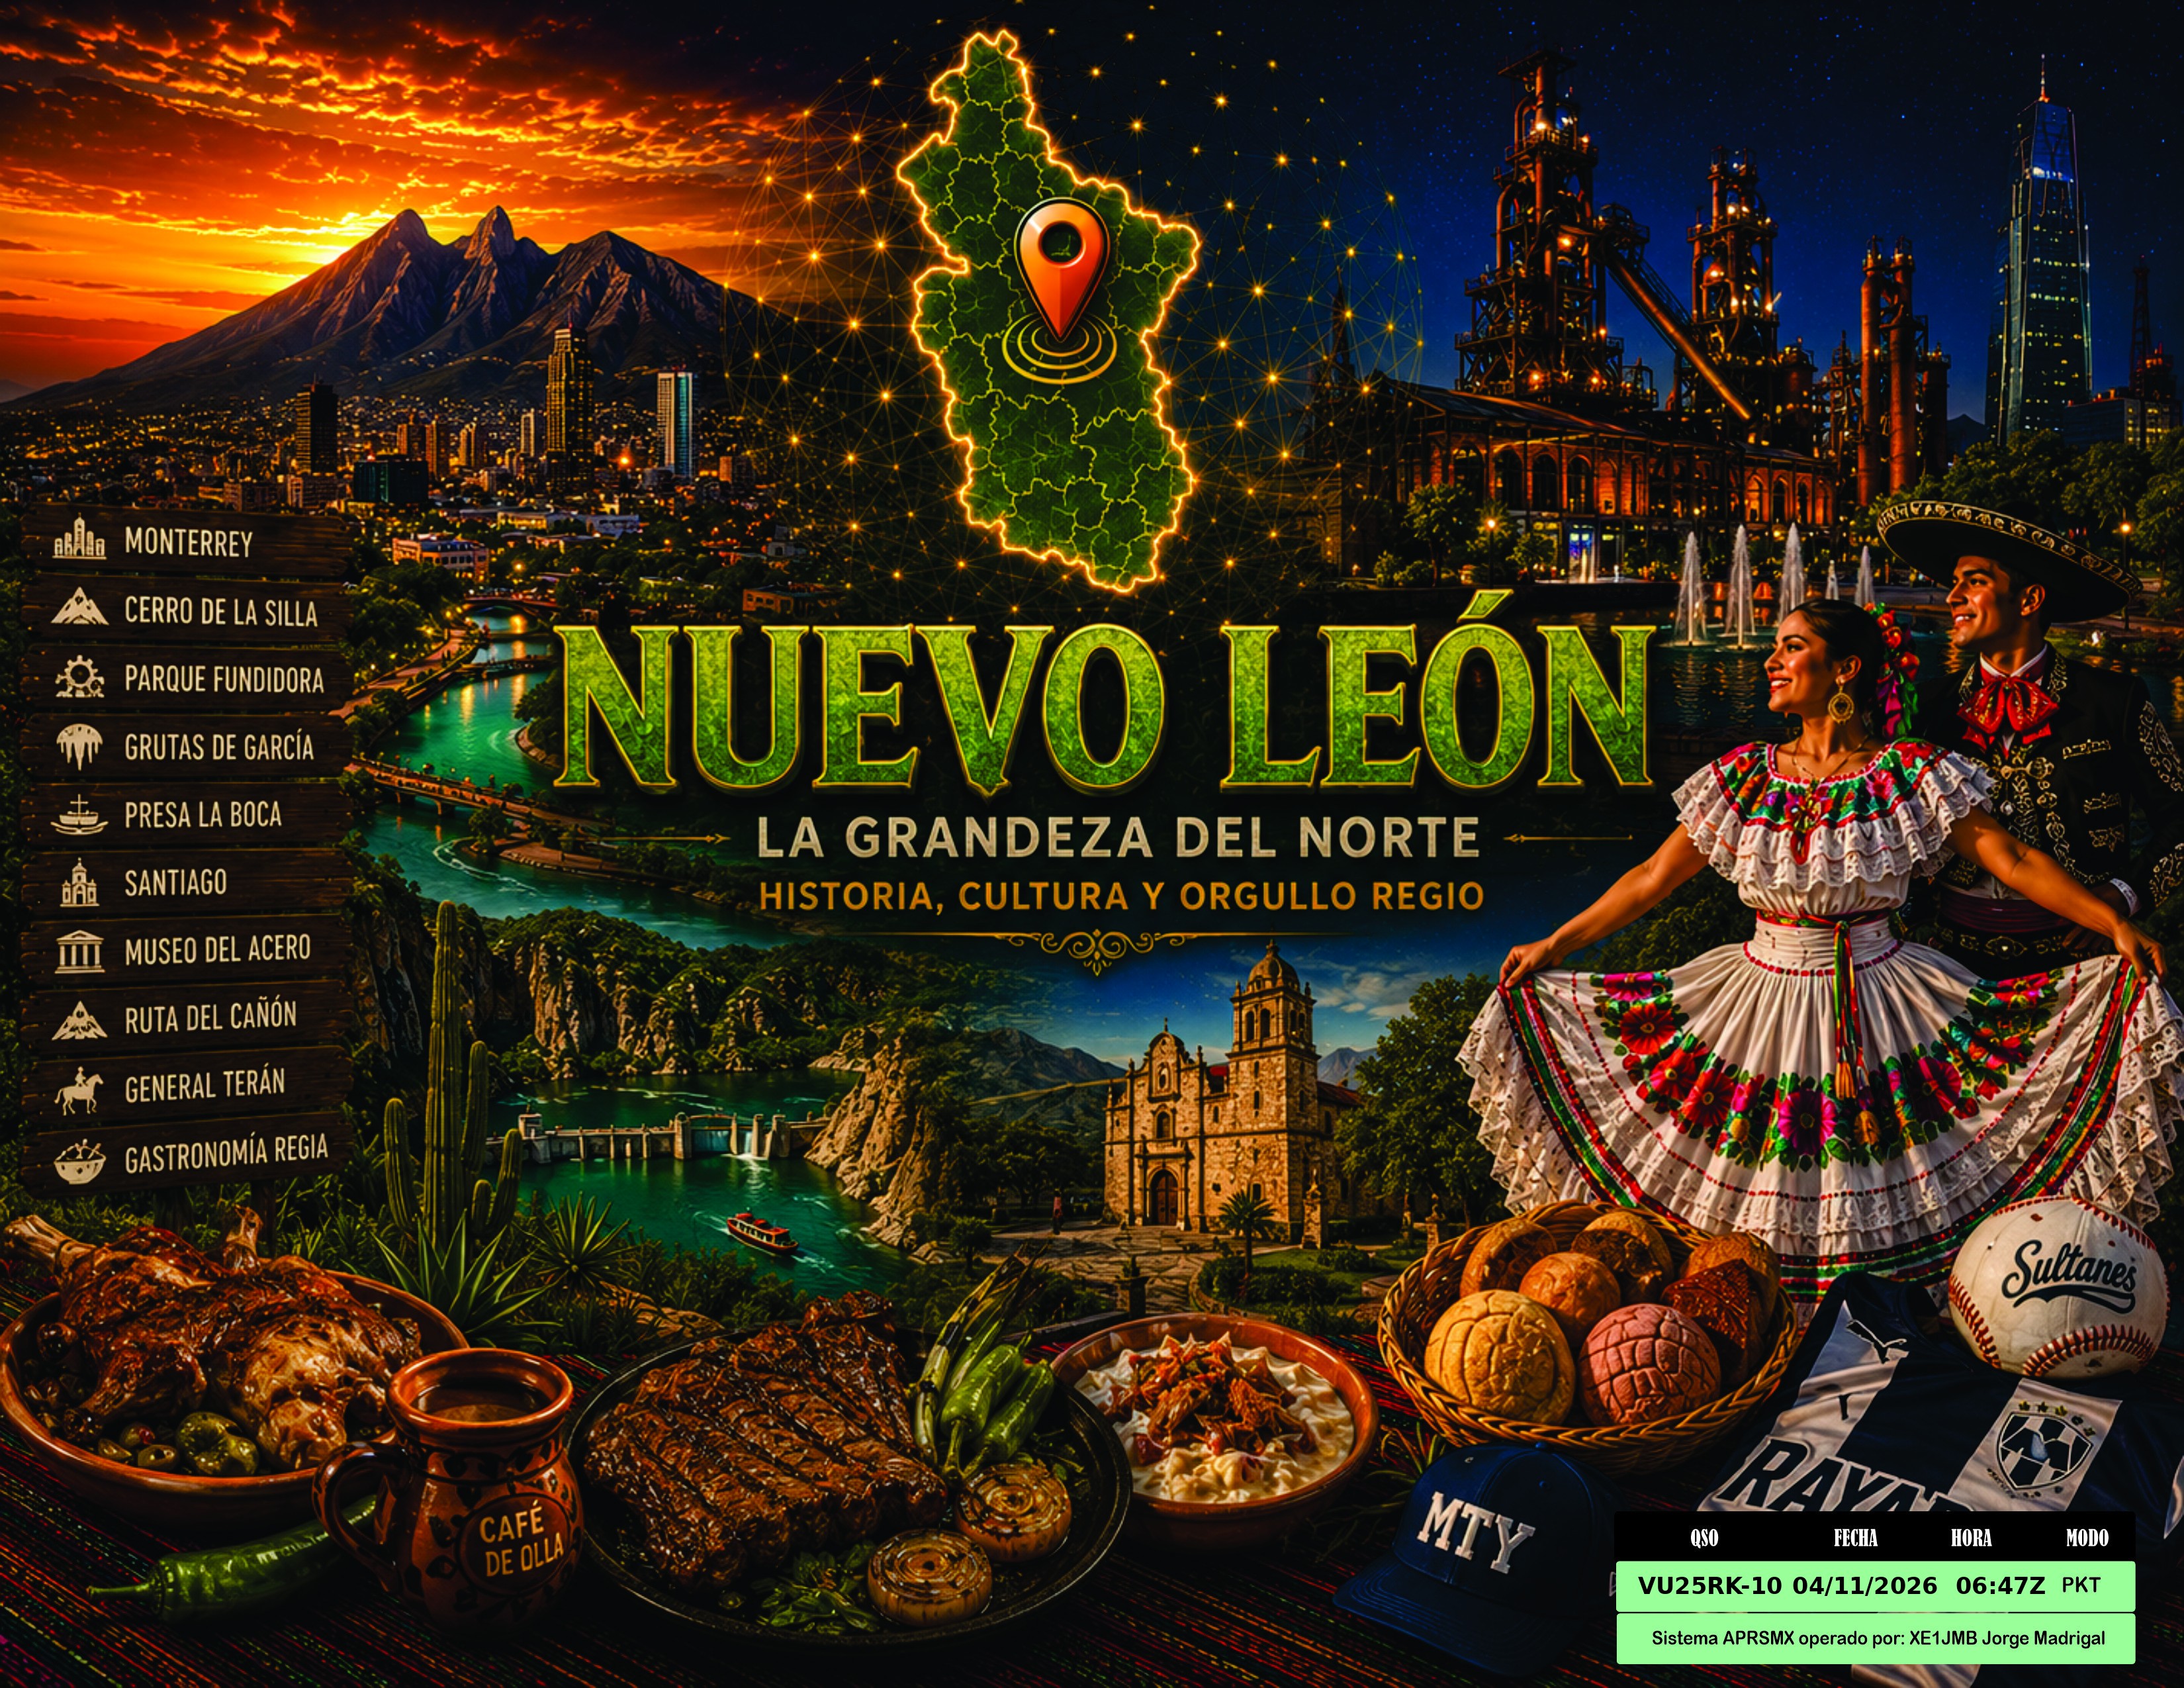 MONTERREY
CERRO DE LA SILLA
PARQUE FUNDIDORA
GRUTAS DE GARCÍA
PRESA LA BOCA
SANTIAGO
MUSEO DEL ACERO
RUTA DEL CAÑÓN
GENERAL TERÁN
GASTRONOMÍA REGIA
NUEVO LEÓN
LA GRANDEZA DEL NORTE
HISTORIA, CULTURA Y ORGULLO REGIO
Sultanes
CAFÉ
DE OLLA
MTY
QSO FECHA HORA MODO
VU25RK-10 04/11/2026 06:47Z PKT
Sistema APRSMX operado por: XE1JMB Jorge Madrigal